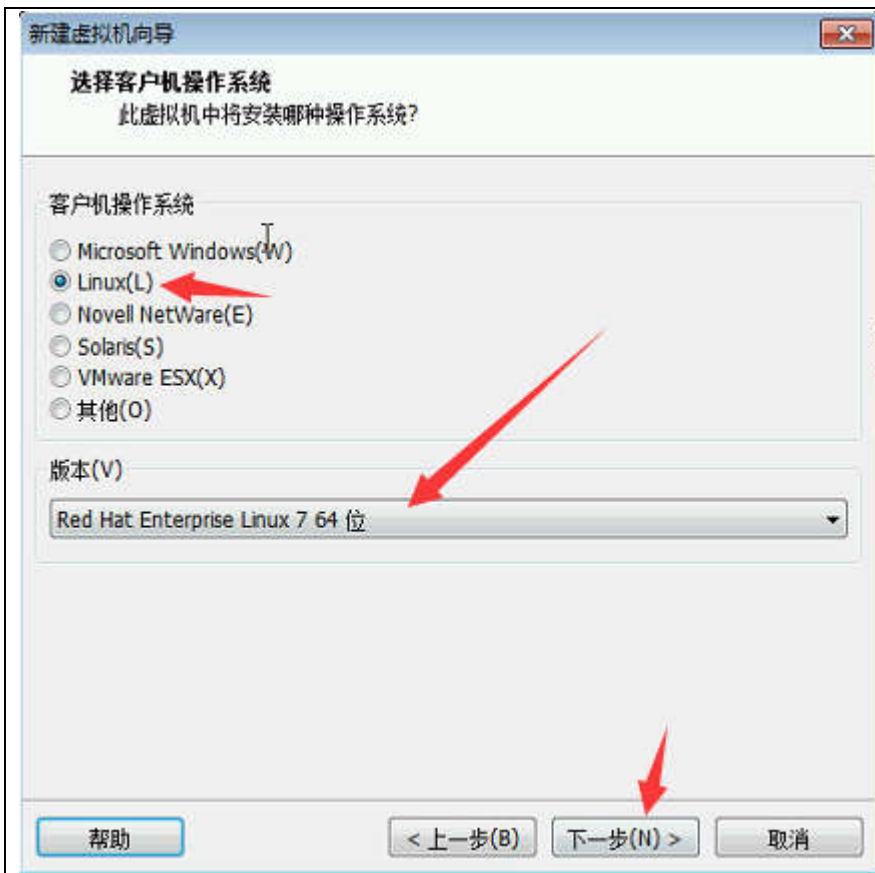 新建虚拟机向导
选择客户机操作系统
此虚拟机中将安装哪种操作系统?
客户机操作系统
Microsoft Windows(W)
Linux(L)
Novell NetWare(E)
Solaris(S)
VMware ESX(X)
其他(O)
版本(V)
Red Hat Enterprise Linux 7 64 位
帮助
< 上一步(B)
下一步(N) >
取消